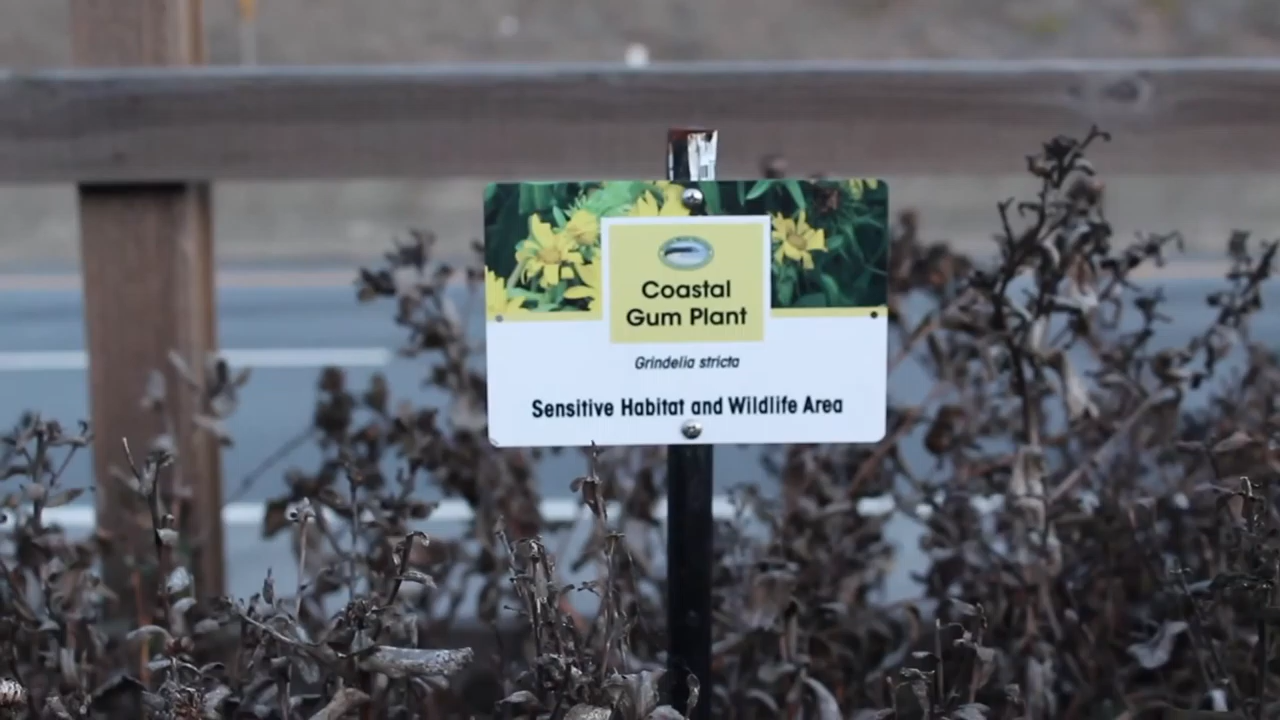 Coastal
Gum Plant
Grindelia stricta
Sensitive Habitat and Wildlife Area